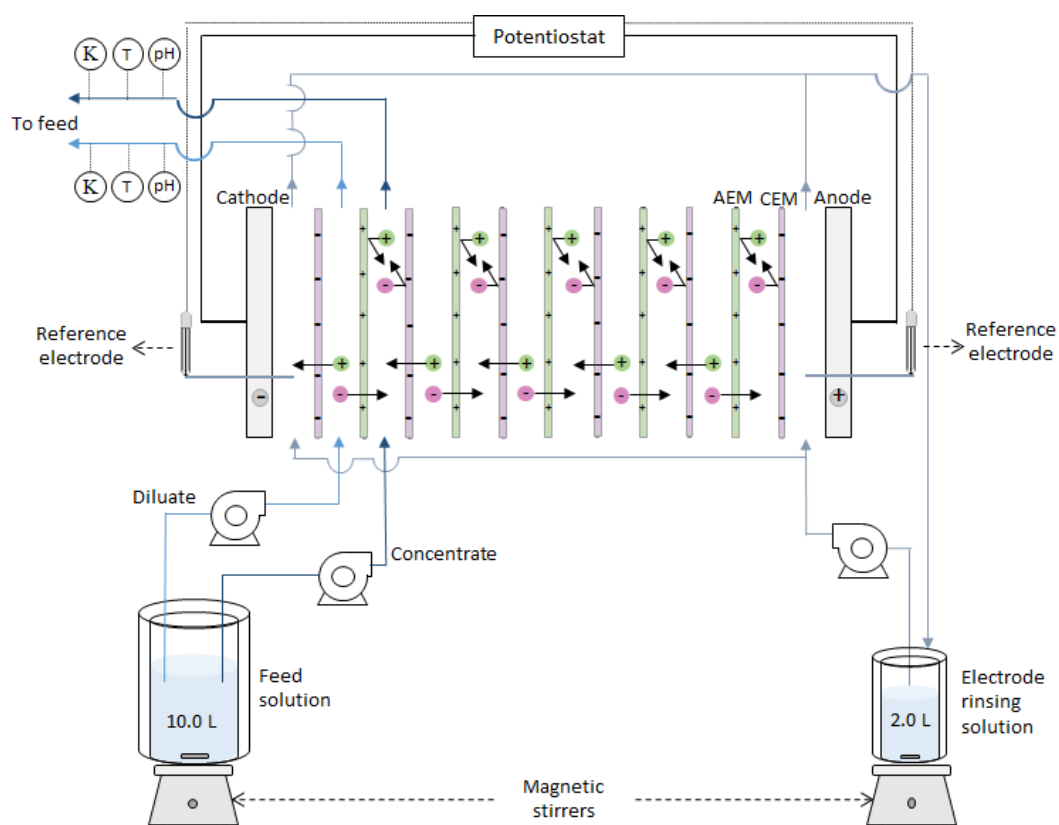 Potentiostat
K T pH
To feed
K T pH
Cathode
AEM CEM Anode
Reference
electrode
Reference
electrode
-
+
Diluate
Concentrate
Feed
solution
10.0 L
Electrode
rinsing
solution
2.0 L
Magnetic
stirrers